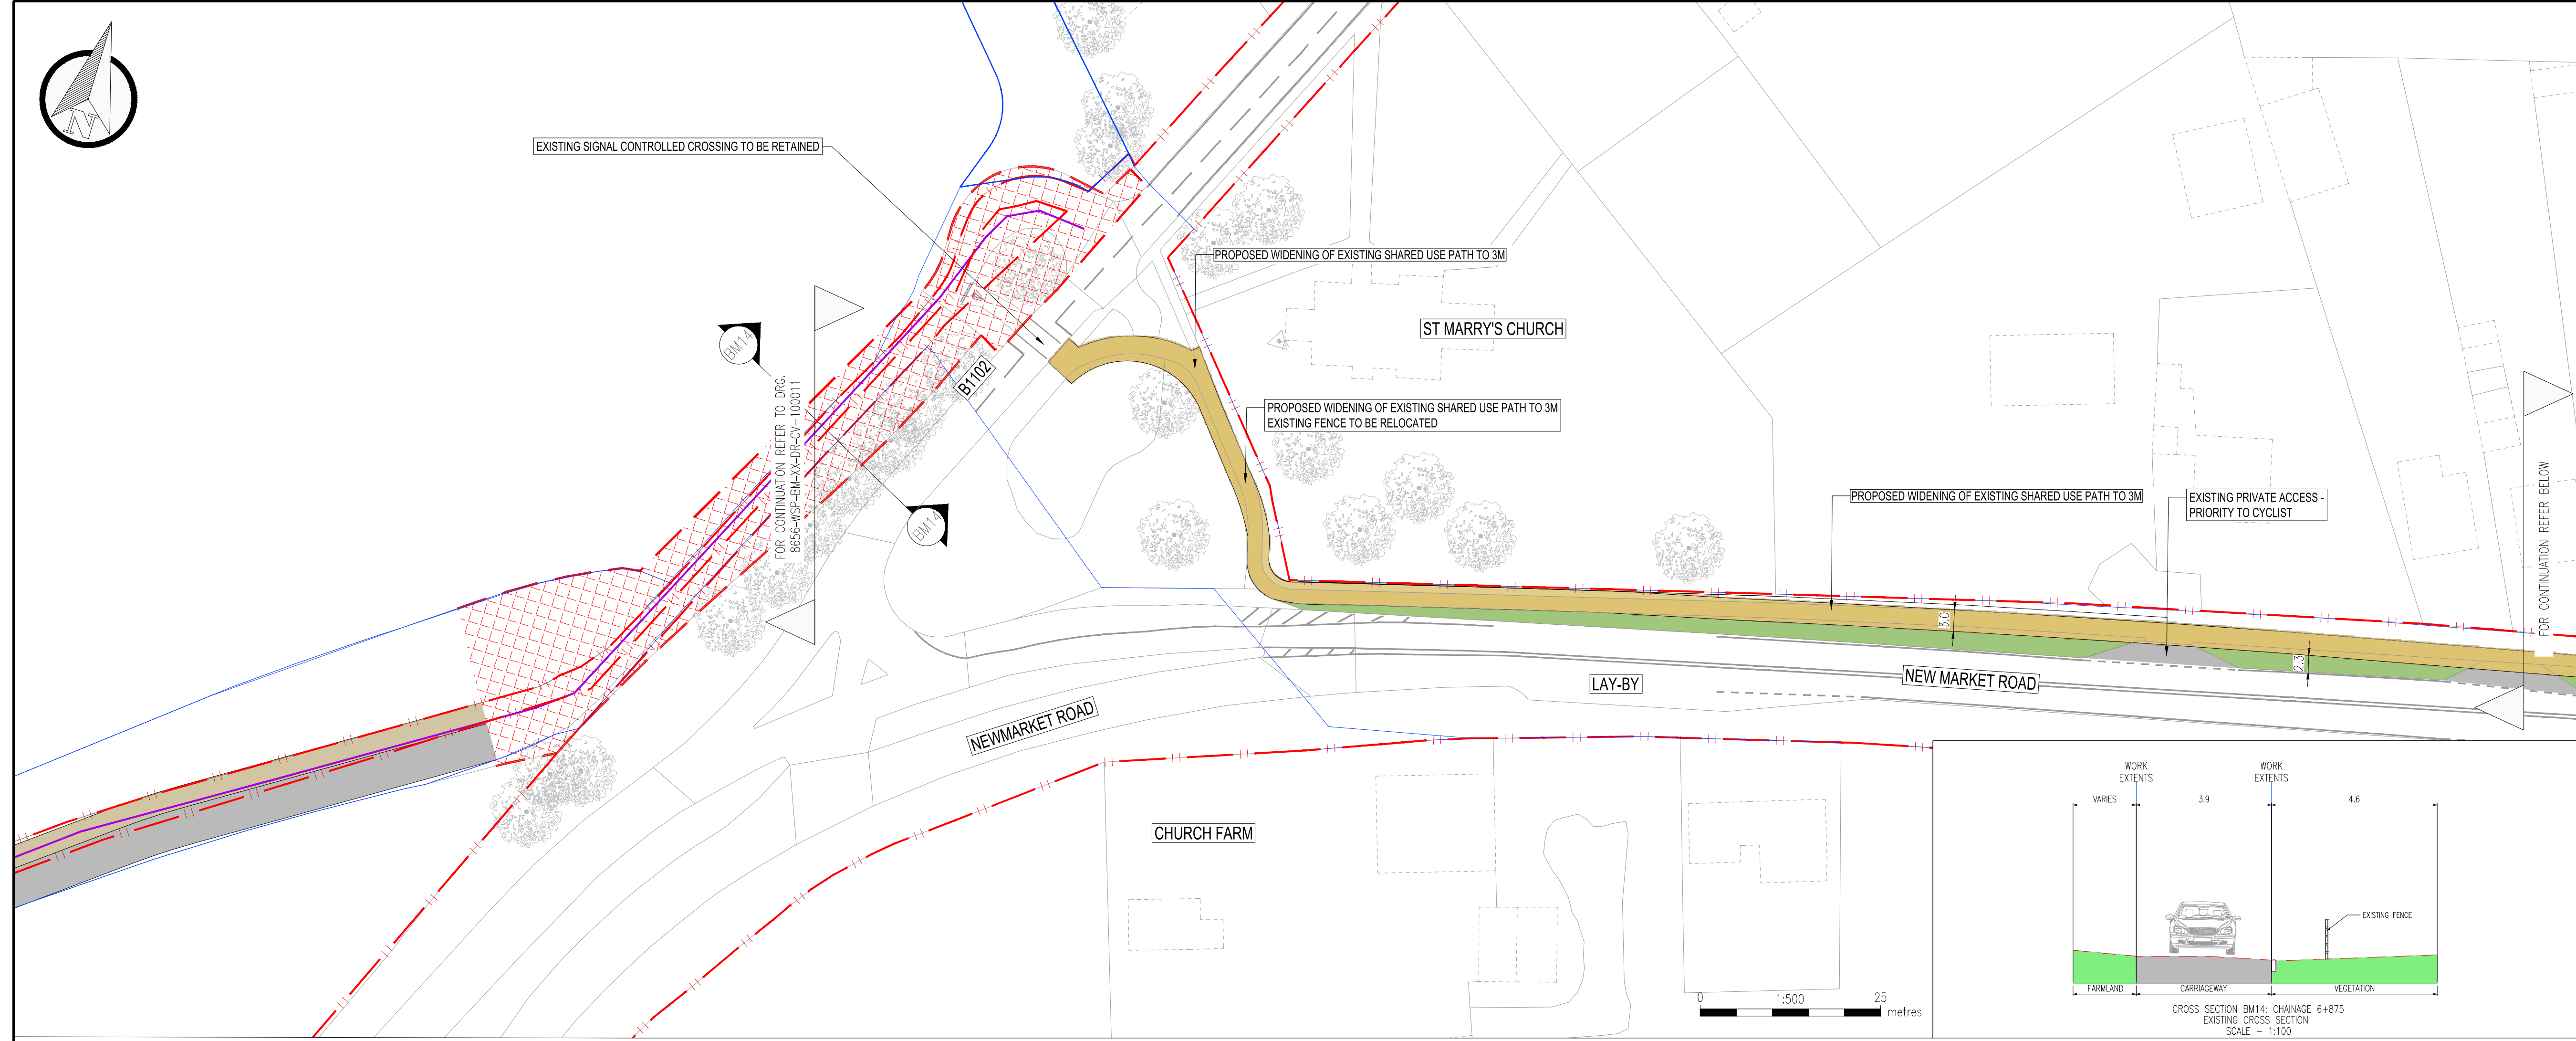 N
EXISTING SIGNAL CONTROLLED CROSSING TO BE RETAINED
PROPOSED WIDENING OF EXISTING SHARED USE PATH TO 3M
ST MARRY'S CHURCH
BM14
B1102
FOR CONTINUATION REFER TO DRG.
8656-WSP-BM-XX-DR-CV-100011
PROPOSED WIDENING OF EXISTING SHARED USE PATH TO 3M
EXISTING FENCE TO BE RELOCATED
BM14
PROPOSED WIDENING OF EXISTING SHARED USE PATH TO 3M
EXISTING PRIVATE ACCESS -
PRIORITY TO CYCLIST
FOR CONTINUATION REFER BELOW
3.0
2.3
LAY-BY
NEW MARKET ROAD
NEWMARKET ROAD
CHURCH FARM
WORK
EXTENTS
WORK
EXTENTS
VARIES
3.9
4.6
EXISTING FENCE
FARMLAND
CARRIAGEWAY
VEGETATION
0
1:500
25
metres
CROSS SECTION BM14: CHAINAGE 6+875
EXISTING CROSS SECTION
SCALE - 1:100